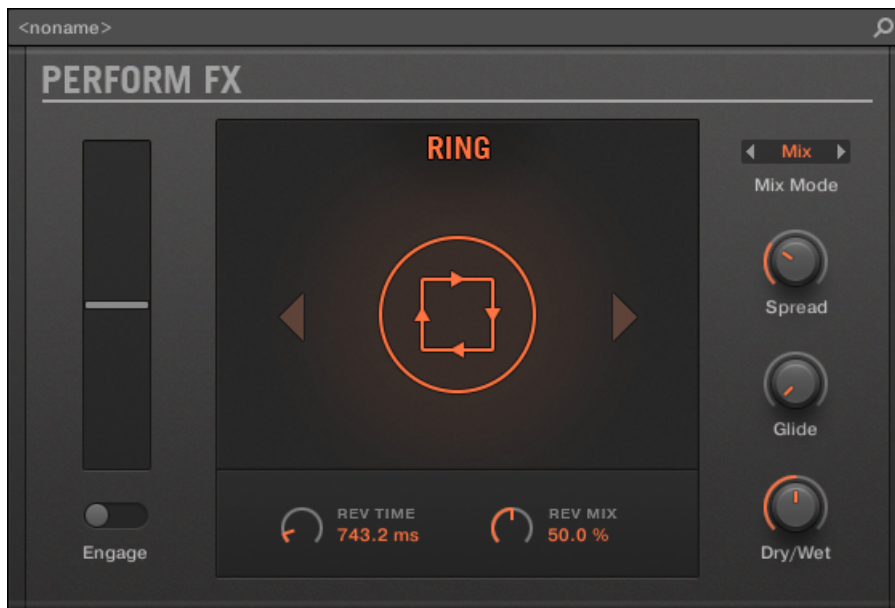 <noname>
PERFORM FX
RING
Mix
Mix Mode
Spread
Glide
Dry/Wet
Engage
REV TIME
743.2 ms
REV MIX
50.0 %